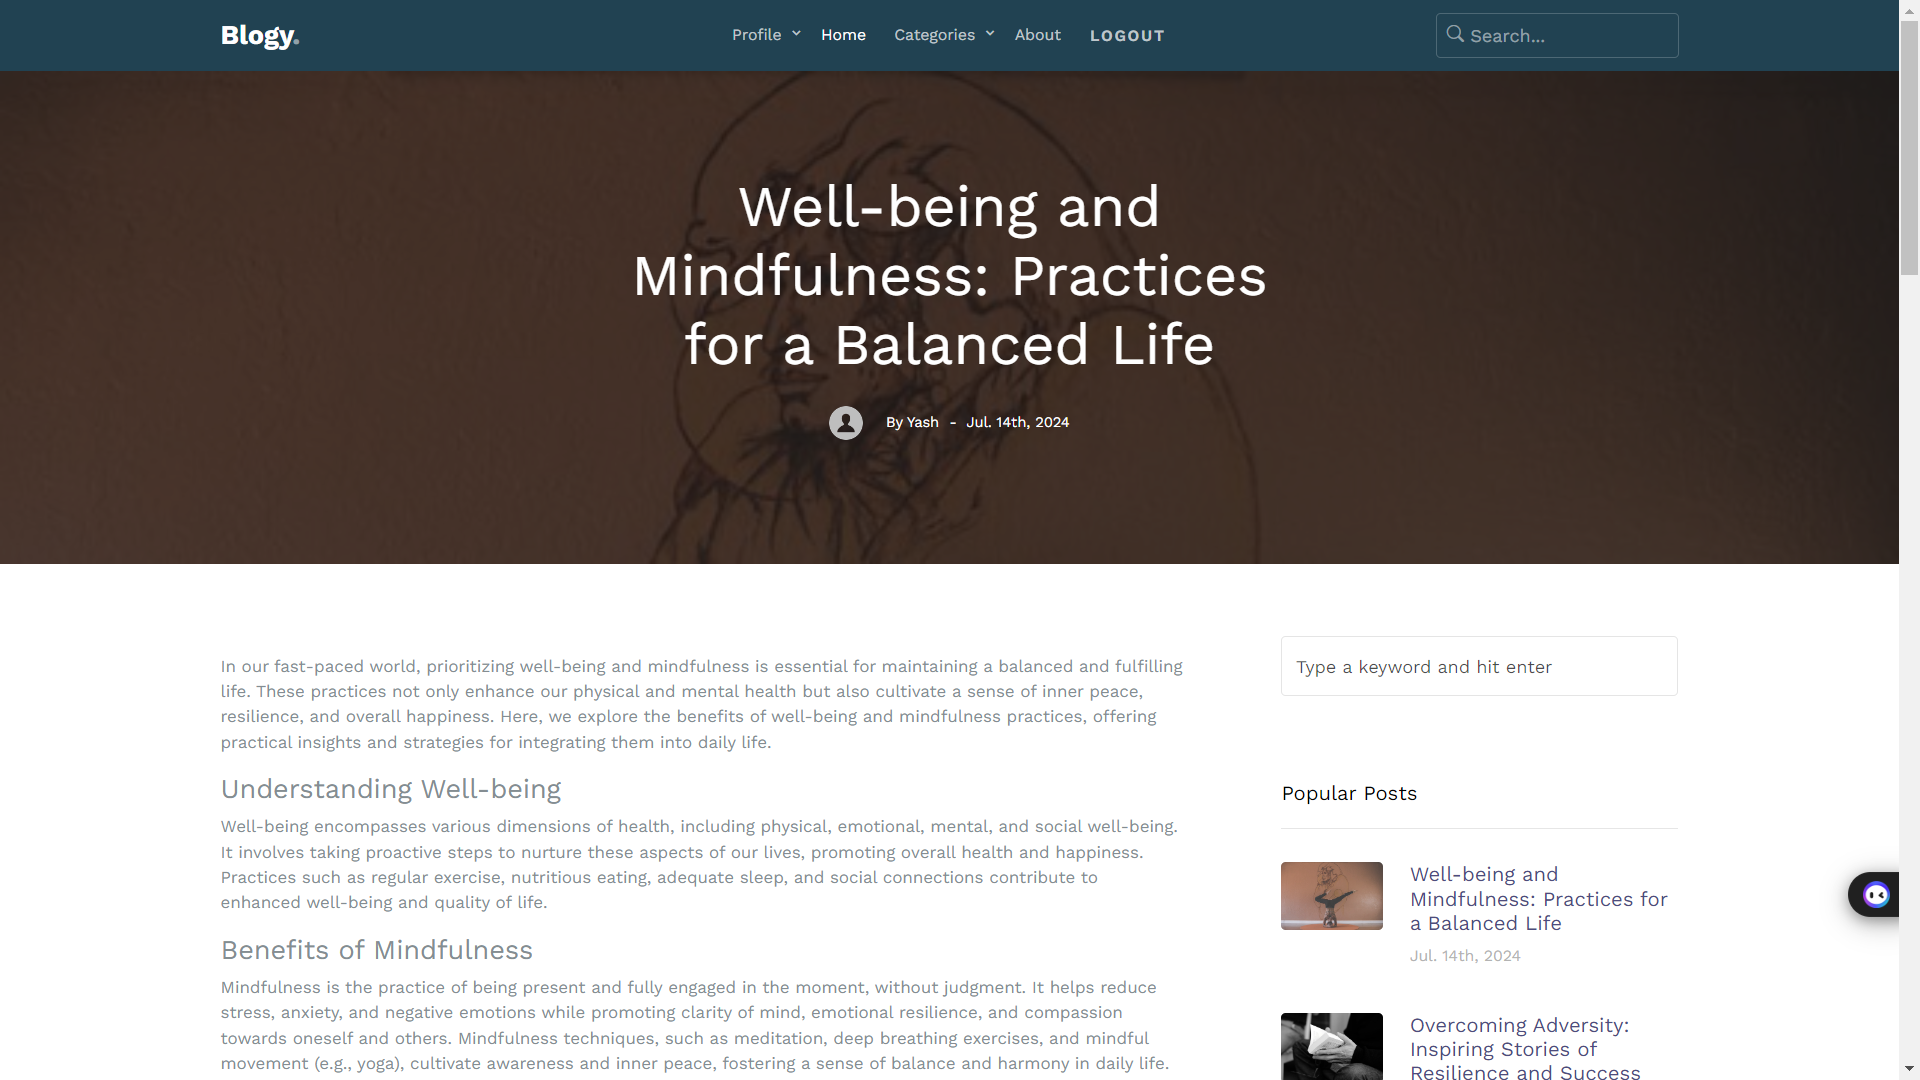 Blogy.
Profile
Home
Categories
About
LOGOUT
Search...
Well-being and
Mindfulness: Practices
for a Balanced Life
By Yash - Jul. 14th, 2024
In our fast-paced world, prioritizing well-being and mindfulness is essential for maintaining a balanced and fulfilling
life. These practices not only enhance our physical and mental health but also cultivate a sense of inner peace,
resilience, and overall happiness. Here, we explore the benefits of well-being and mindfulness practices, offering
practical insights and strategies for integrating them into daily life.
Understanding Well-being
Well-being encompasses various dimensions of health, including physical, emotional, mental, and social well-being.
It involves taking proactive steps to nurture these aspects of our lives, promoting overall health and happiness.
Practices such as regular exercise, nutritious eating, adequate sleep, and social connections contribute to
enhanced well-being and quality of life.
Benefits of Mindfulness
Mindfulness is the practice of being present and fully engaged in the moment, without judgment. It helps reduce
stress, anxiety, and negative emotions while promoting clarity of mind, emotional resilience, and compassion
towards oneself and others. Mindfulness techniques, such as meditation, deep breathing exercises, and mindful
movement (e.g., yoga), cultivate awareness and inner peace, fostering a sense of balance and harmony in daily life.
Type a keyword and hit enter
Popular Posts
Well-being and
Mindfulness: Practices for
a Balanced Life
Jul. 14th, 2024
Overcoming Adversity:
Inspiring Stories of
Resilience and Success